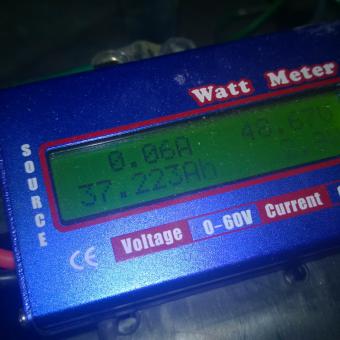 Watt Meter
SOURCE
0.06A
37.223Ah
CE
Voltage 0-60V Current